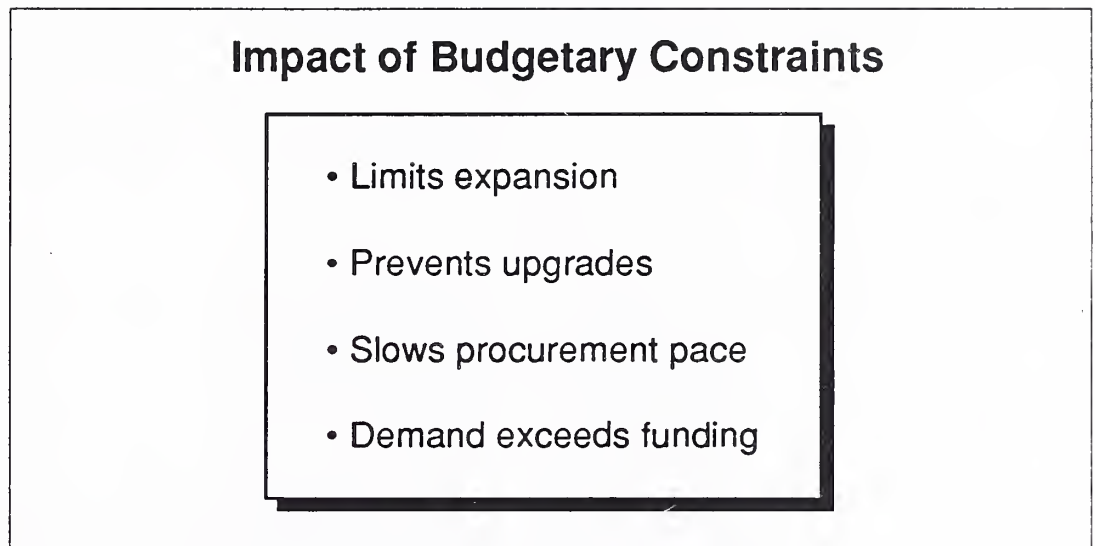 Impact of Budgetary Constraints
• Limits expansion
• Prevents upgrades
• Slows procurement pace
• Demand exceeds funding